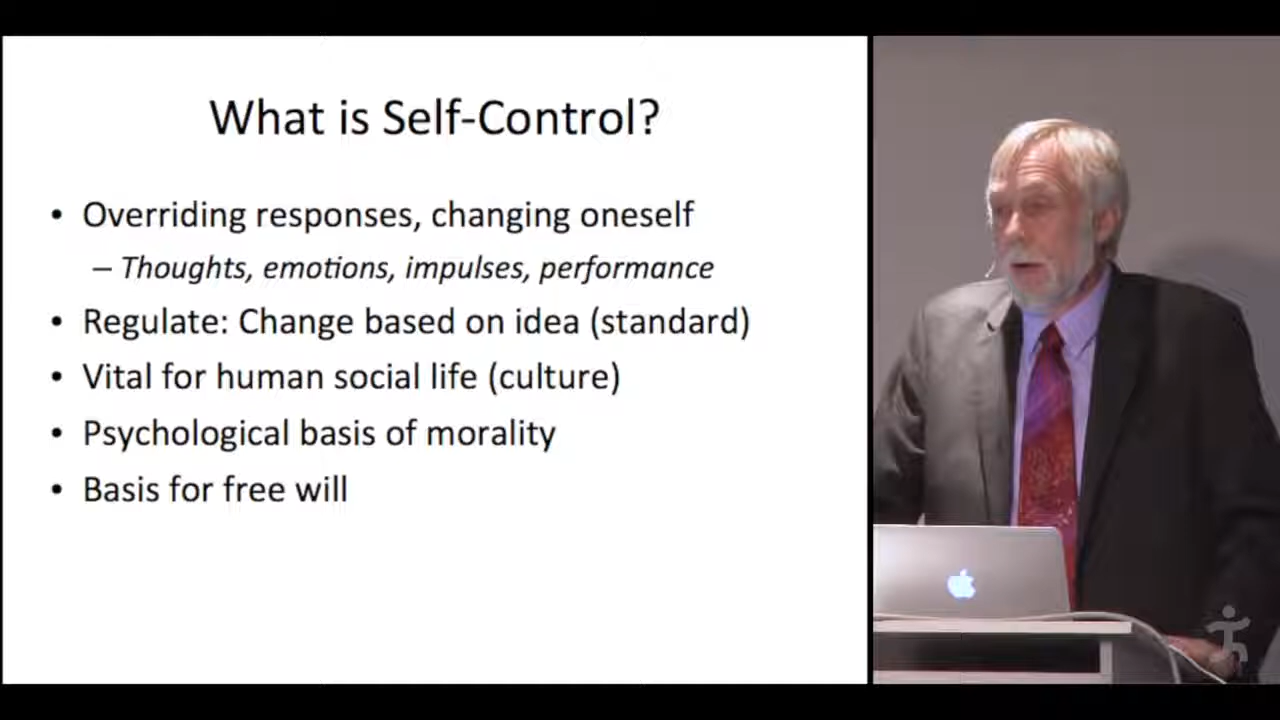 What is Self-Control?
• Overriding responses, changing oneself
– Thoughts, emotions, impulses, performance
• Regulate: Change based on idea (standard)
• Vital for human social life (culture)
• Psychological basis of morality
• Basis for free will